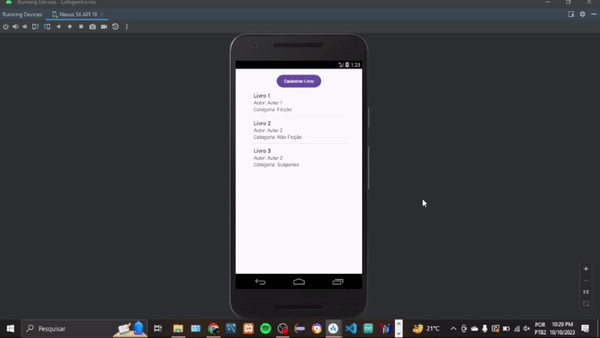 Running Devices - ListagemLivros
Running Devices:
Nexus 5X API 19
1:29
Cadastrar Livro
Livro 1
Autor: Autor 1
Categoria: Ficção
Livro 2
Autor: Autor 2
Categoria: Não Ficção
Livro 3
Autor: Autor 3
Categoria: Suspense
1:1
Pesquisar
21°C
POR
PTB2
10:29 PM
10/10/2023